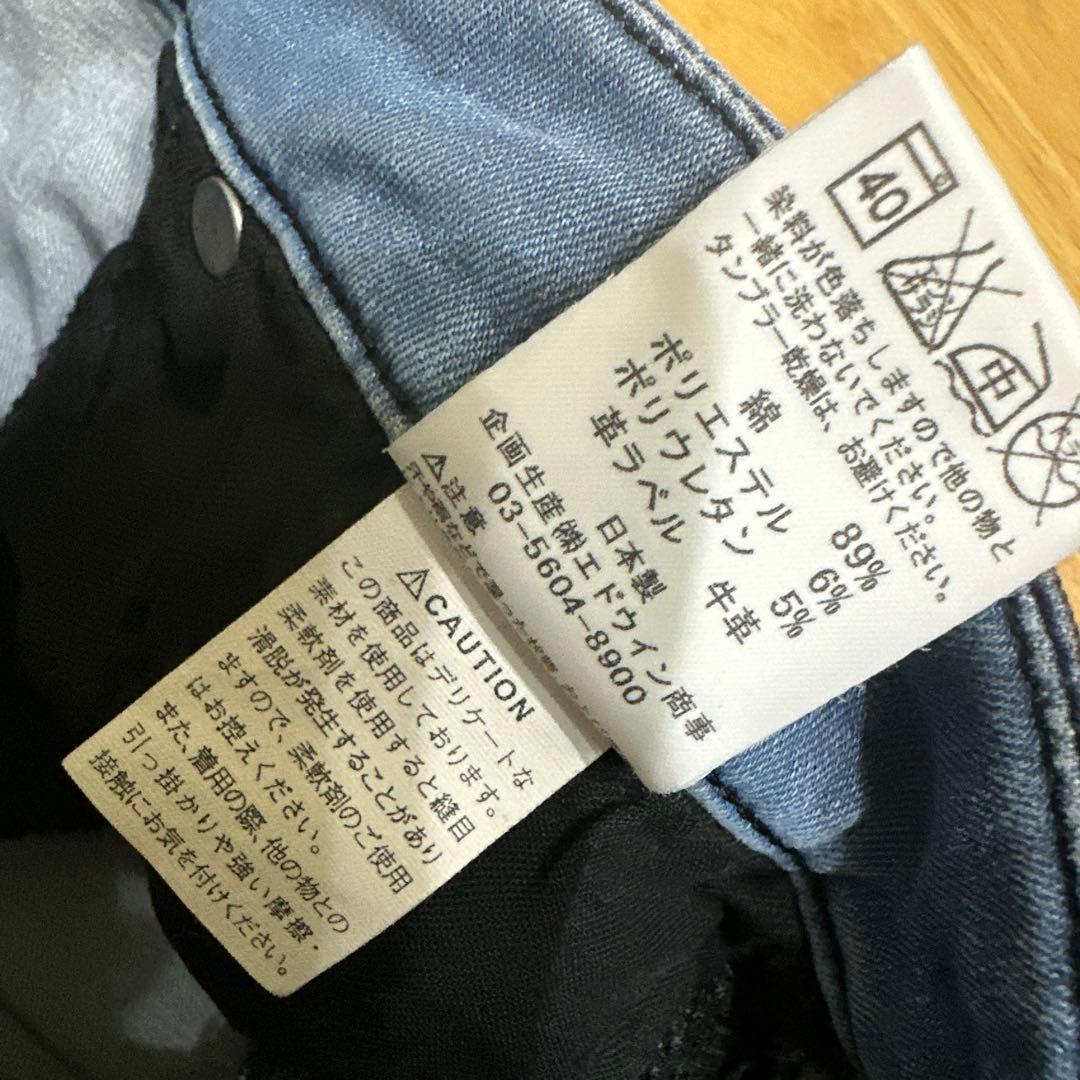 40
エンソサラシ
中
染料が色落ちしますので他の物と
一緒に洗わないでください。
タンブラー乾燥は、お避けください。
綿 89%
ポリエステル 6%
ポリウレタン 5%
革ラベル 牛革
日本製
企画生産㈱エドウイン商事
03-5604-8900
⚠注意
⚠CAUTION
この商品はデリケートな
素材を使用しております。
柔軟剤を使用すると縫目
滑脱が発生することがあり
ますので、柔軟剤のご使用
はお控えください。
また、着用の際、他の物との
引っ掛かりや強い摩擦・
接触にお気を付けください。